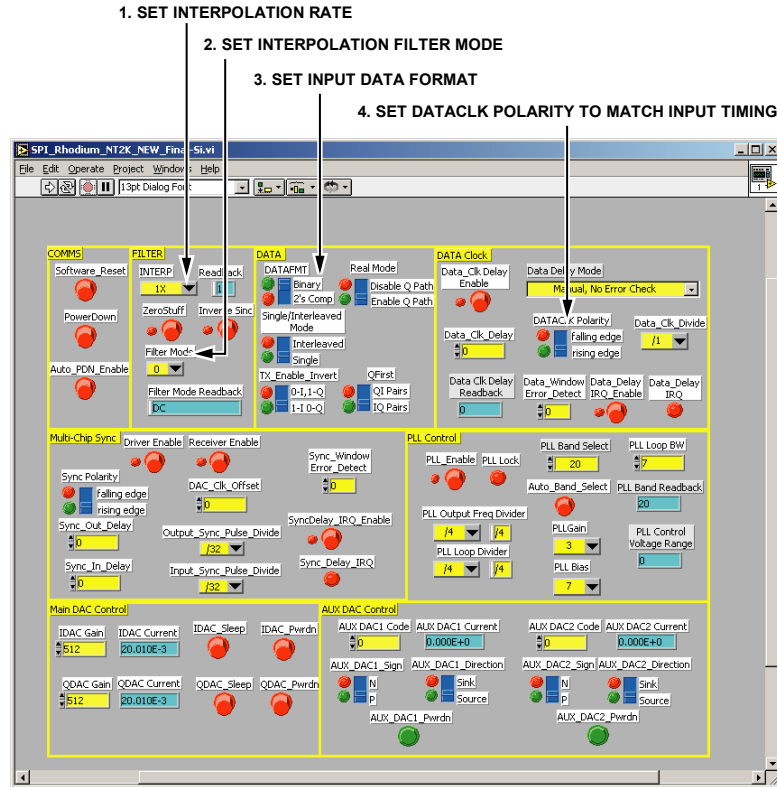 1. SET INTERPOLATION RATE
2. SET INTERPOLATION FILTER MODE
3. SET INPUT DATA FORMAT
4. SET DATACLK POLARITY TO MATCH INPUT TIMING
SPI_Rhodium_NT2K_NEW_Final-Si.vi
File Edit Operate Project Windows Help
13pt Dialog Font
1
COMMS
Software_Reset
PowerDown
Auto_PDN_Enable
FILTER
INTERP Readback
1X
ZeroStuff Inverse Sinc
Filter Mode
0
Filter Mode Readback
DC
DATA
DATAFMT Real Mode
Binary Disable Q Path
2's Comp Enable Q Path
Single/Interleaved
Mode
Interleaved
Single
TX_Enable_Invert QFirst
0-I,1-Q QI Pairs
1-I 0-Q IQ Pairs
DATA Clock
Data_Clk Delay
Enable
Data Delay Mode
Manual, No Error Check
Data_Clk_Delay
0
DATACLK Polarity
falling edge
rising edge
Data_Clk_Divide
/1
Data Clk Delay
Readback
0
Data_Window
Error_Detect
0
Data_Delay
IRQ_Enable
Data_Delay
IRQ
Multi-Chip Sync
Driver Enable Receiver Enable
Sync Polarity
falling edge
rising edge
DAC_Clk_Offset
0
Sync_Window
Error_Detect
0
Sync_Out_Delay
0
Output_Sync_Pulse_Divide
/32
SyncDelay_IRQ_Enable
Sync_In_Delay
0
Input_Sync_Pulse_Divide
/32
Sync_Delay_IRQ
PLL Control
PLL_Enable PLL Lock
PLL Band Select
20
PLL Loop BW
7
Auto_Band_Select
PLL Band Readback
20
PLL Output Freq Divider
/4 /4
PLL Loop Divider
/4 /4
PLLGain
3
PLL Bias
7
PLL Control
Voltage Range
0
Main DAC Control
IDAC Gain IDAC Current IDAC_Sleep IDAC_Pwrdn
512 20.010E-3
QDAC Gain QDAC Current QDAC_Sleep QDAC_Pwrdn
512 20.010E-3
AUX DAC Control
AUX DAC1 Code AUX DAC1 Current
0 0.000E+0
AUX_DAC1_Sign AUX_DAC1_Direction
N Sink
P Source
AUX_DAC1_Pwrdn
AUX DAC2 Code AUX DAC2 Current
0 0.000E+0
AUX_DAC2_Sign AUX_DAC2_Direction
N Sink
P Source
AUX_DAC2_Pwrdn